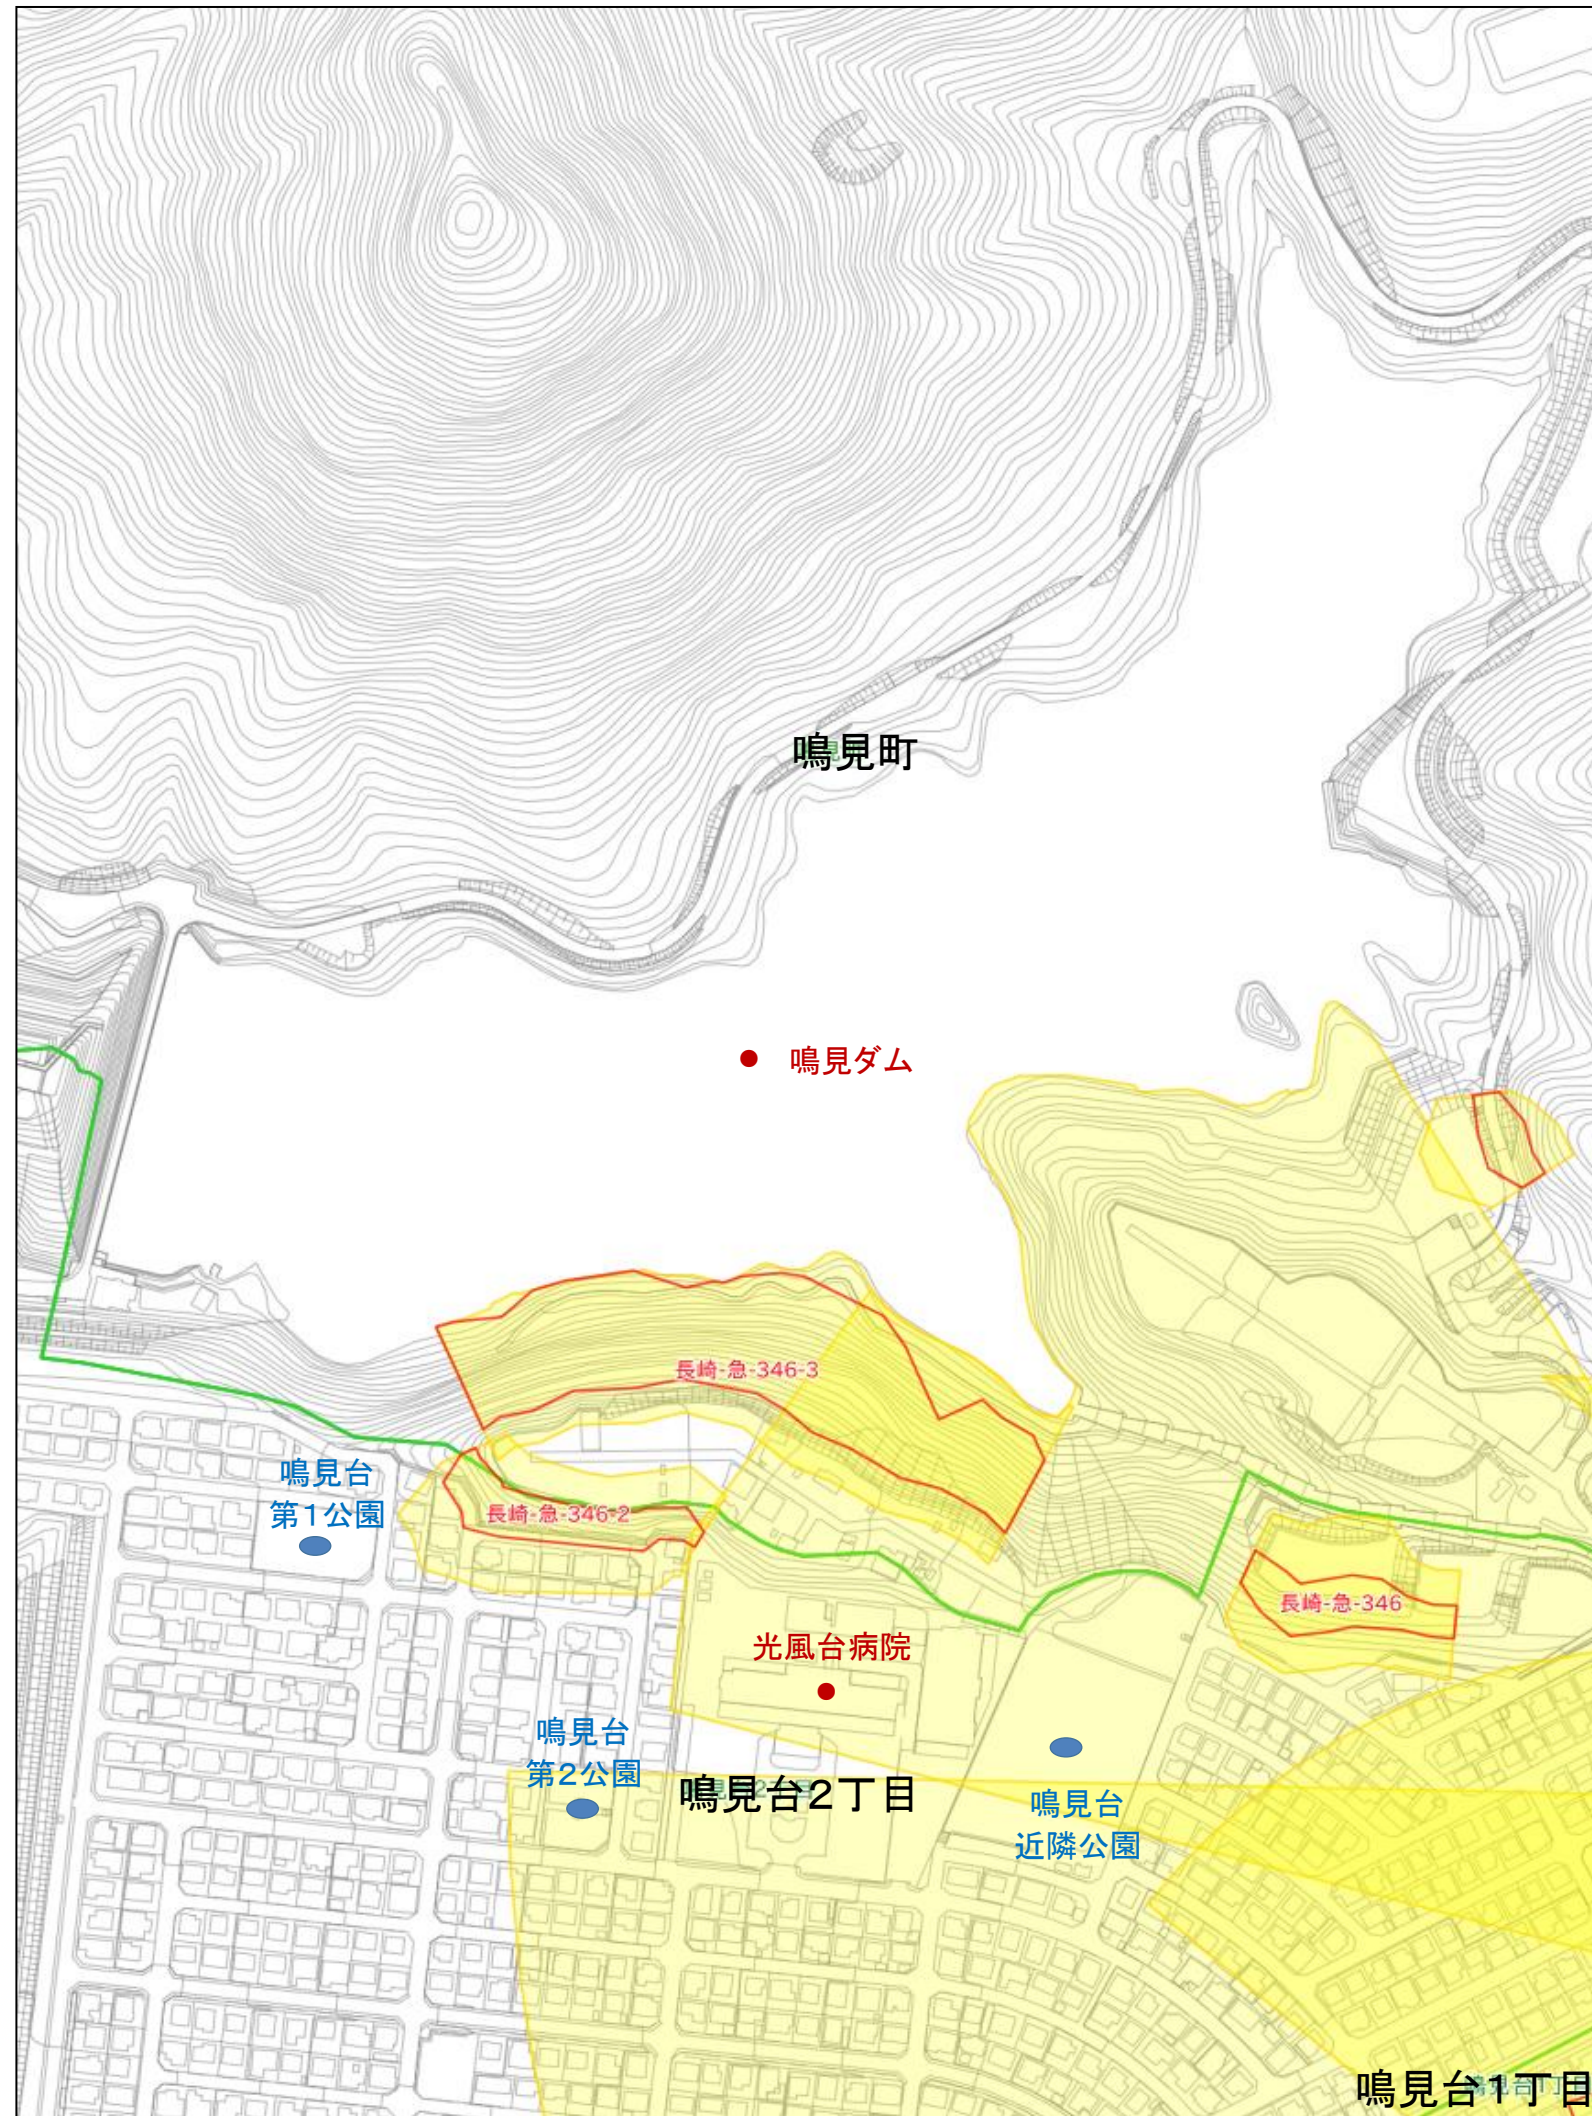 鳴見町
鳴見ダム
長崎-急-346-3
鳴見台
第1公園
長崎-急-346-2
長崎-急-346
光風台病院
鳴見台
第2公園
鳴見台2丁目
鳴見台
近隣公園
鳴見台1丁目